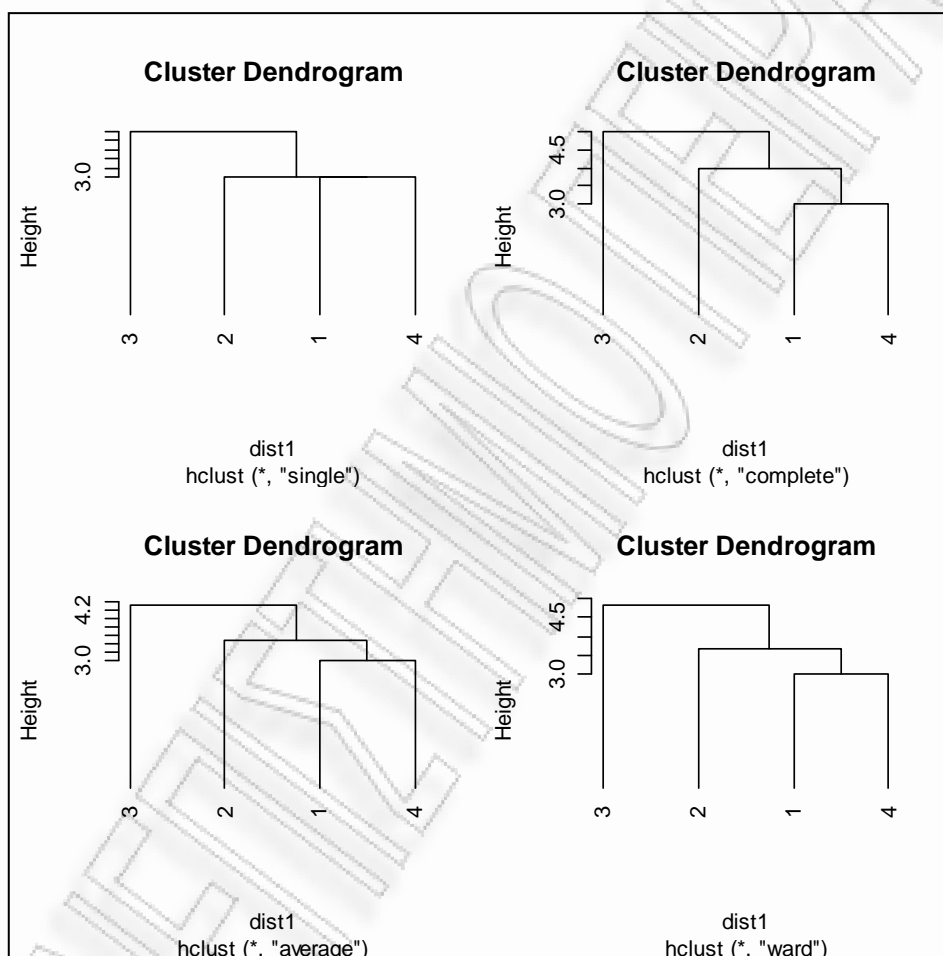 Cluster Dendrogram
3.0
Height
3
2
1
4
dist1
hclust (*, "single")
Cluster Dendrogram
3.0 4.5
Height
3
2
1
4
dist1
hclust (*, "complete")
Cluster Dendrogram
3.0 4.2
Height
3
2
1
4
dist1
hclust (*, "average")
Cluster Dendrogram
3.0 4.5
Height
3
2
1
4
dist1
hclust (*, "ward")